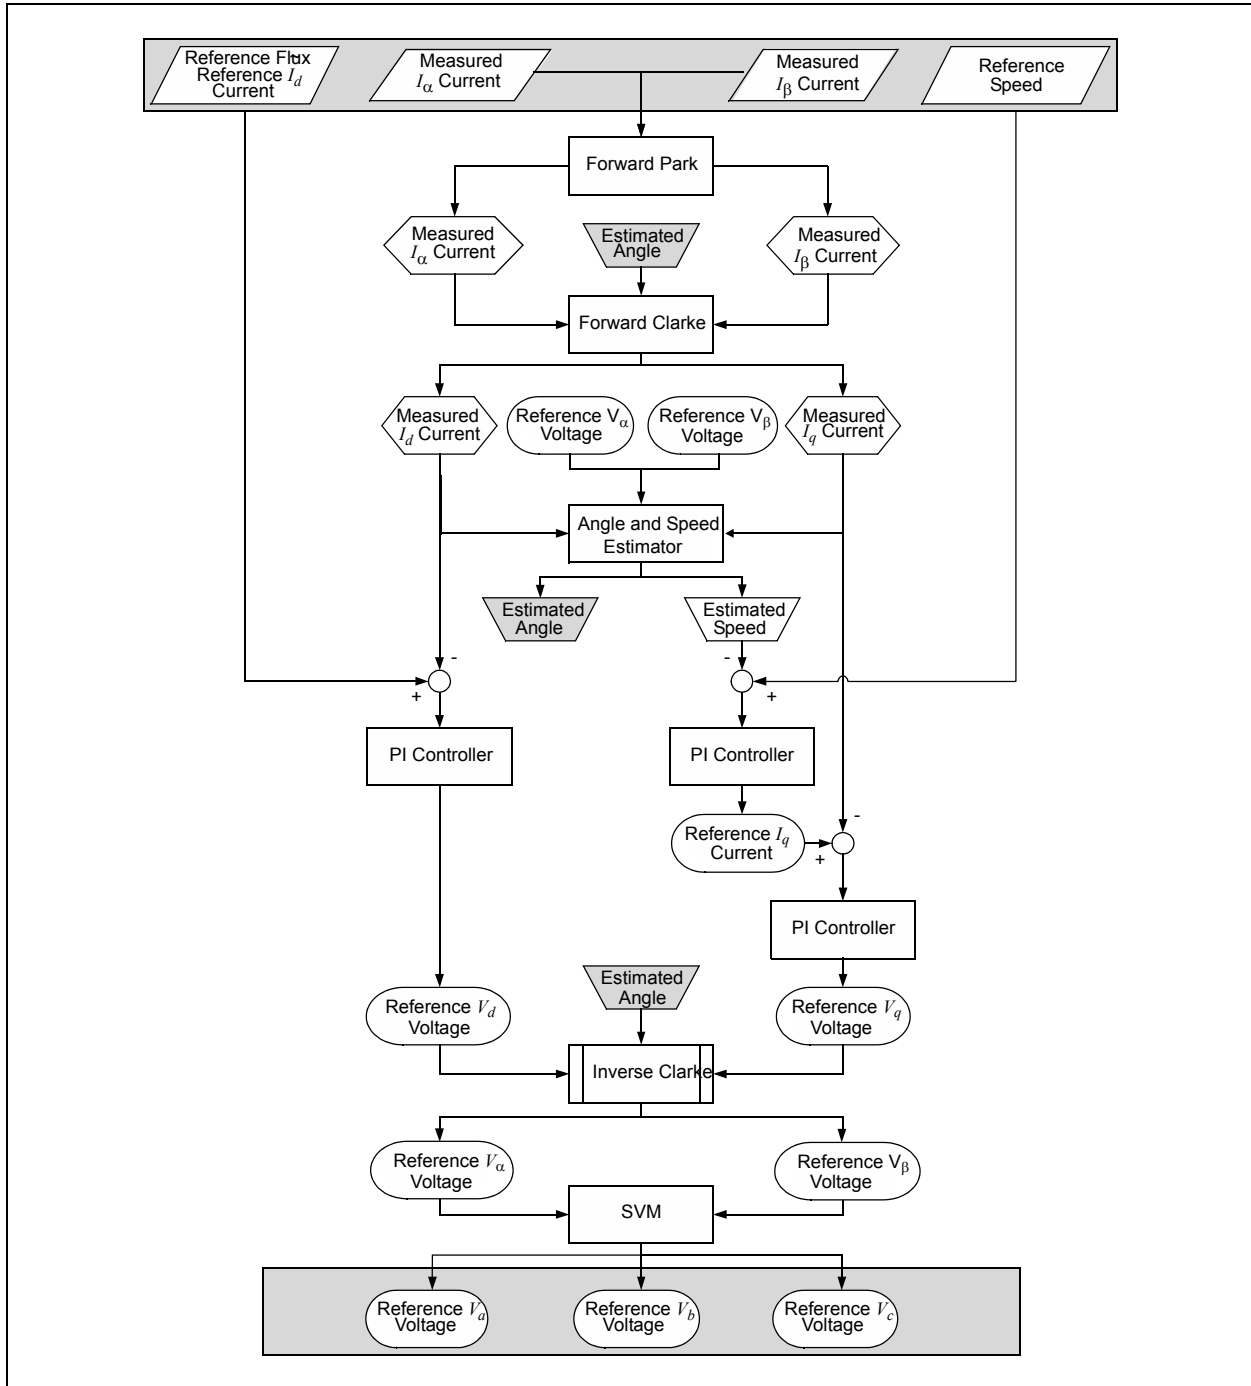 Reference Flux
Reference I_d
Current
Measured
I_α Current
Measured
I_β Current
Reference
Speed
Forward Park
Measured
I_α Current
Estimated
Angle
Measured
I_β Current
Forward Clarke
Measured
I_d Current
Reference V_α
Voltage
Reference V_β
Voltage
Measured
I_q Current
Angle and Speed
Estimator
Estimated
Angle
Estimated
Speed
-
+
-
+
PI Controller
PI Controller
Reference I_q
Current
-
+
PI Controller
Reference V_d
Voltage
Estimated
Angle
Reference V_q
Voltage
Inverse Clarke
Reference V_α
Voltage
Reference V_β
Voltage
SVM
Reference V_a
Voltage
Reference V_b
Voltage
Reference V_c
Voltage